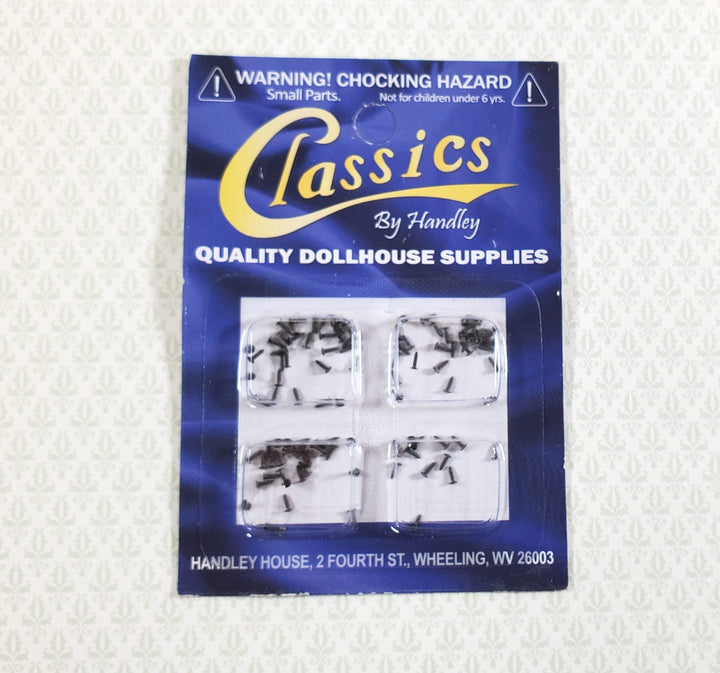 WARNING! CHOCKING HAZARD
Small Parts. Not for children under 6 yrs.
Classics
By Handley
QUALITY DOLLHOUSE SUPPLIES
HANDLEY HOUSE, 2 FOURTH ST., WHEELING, WV 26003